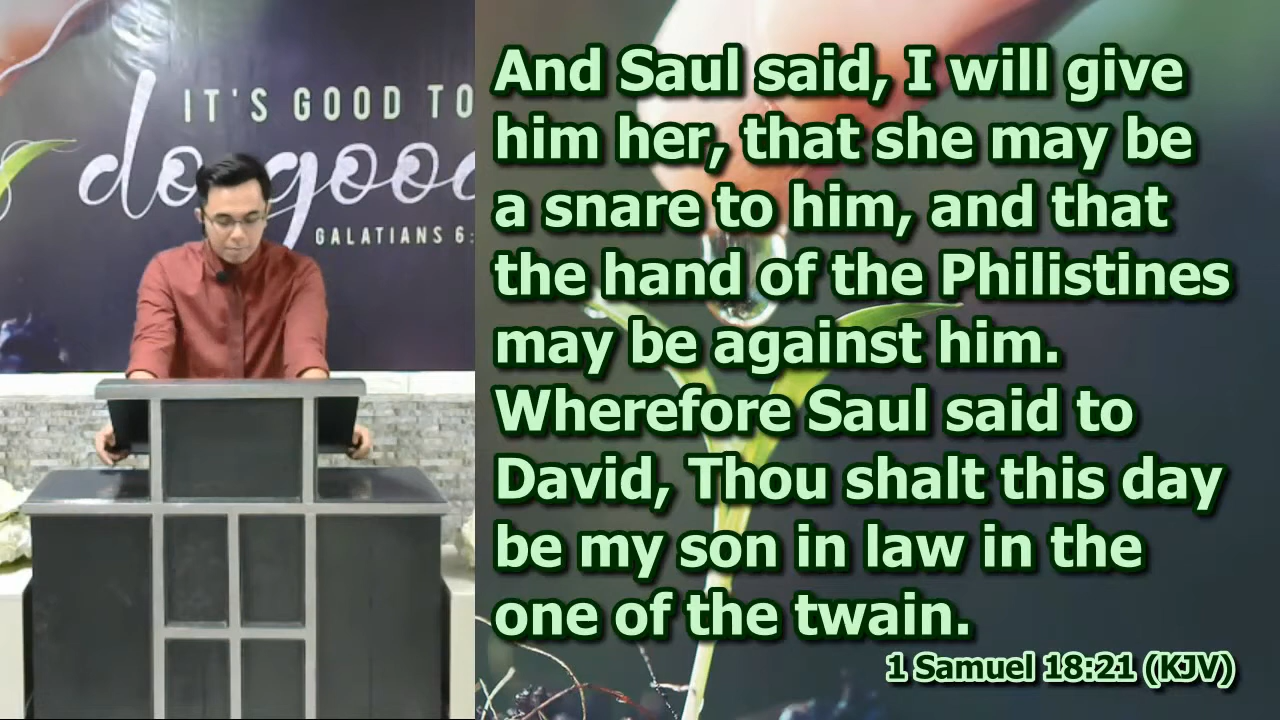 IT'S GOOD TO
do good
GALATIANS 6:
And Saul said, I will give
him her, that she may be
a snare to him, and that
the hand of the Philistines
may be against him.
Wherefore Saul said to
David, Thou shalt this day
be my son in law in the
one of the twain.
1 Samuel 18:21 (KJV)